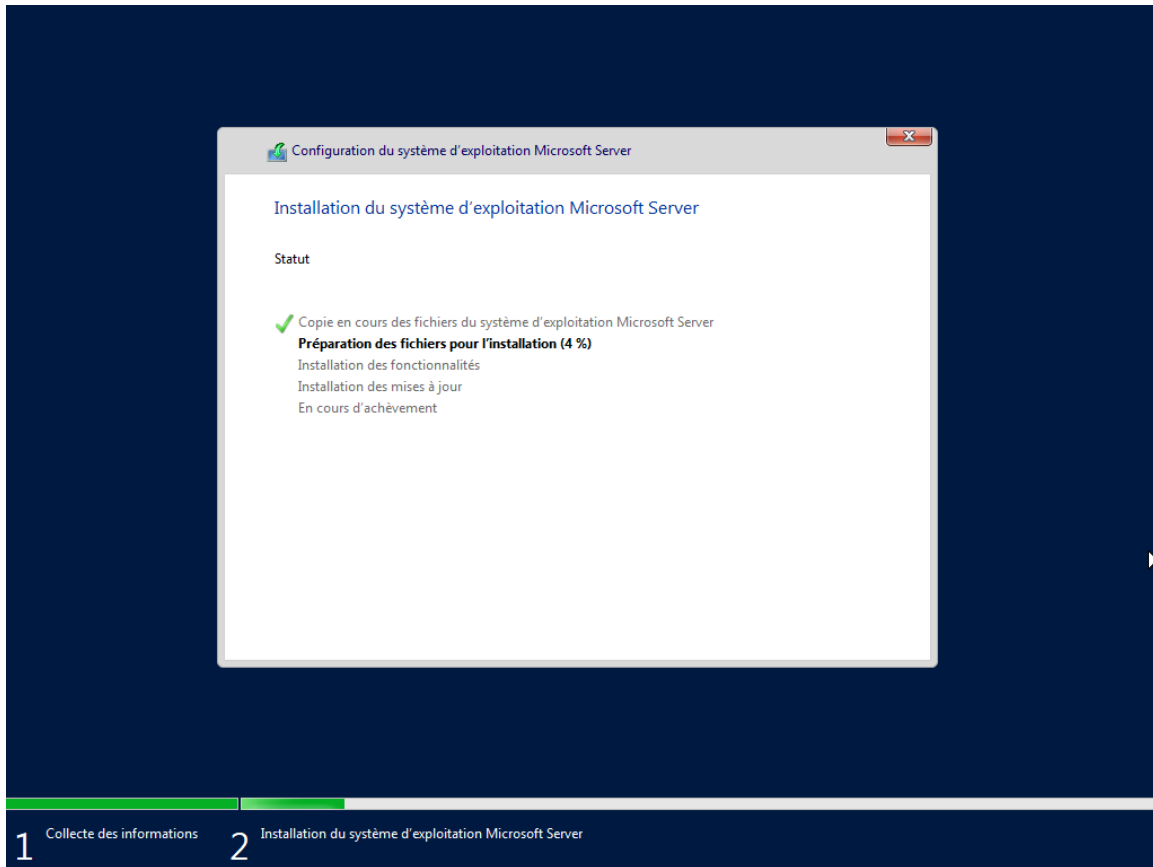 Configuration du système d'exploitation Microsoft Server
Installation du système d'exploitation Microsoft Server
Statut
Copie en cours des fichiers du système d'exploitation Microsoft Server
Préparation des fichiers pour l'installation (4 %)
Installation des fonctionnalités
Installation des mises à jour
En cours d'achèvement
1 Collecte des informations
2 Installation du système d'exploitation Microsoft Server